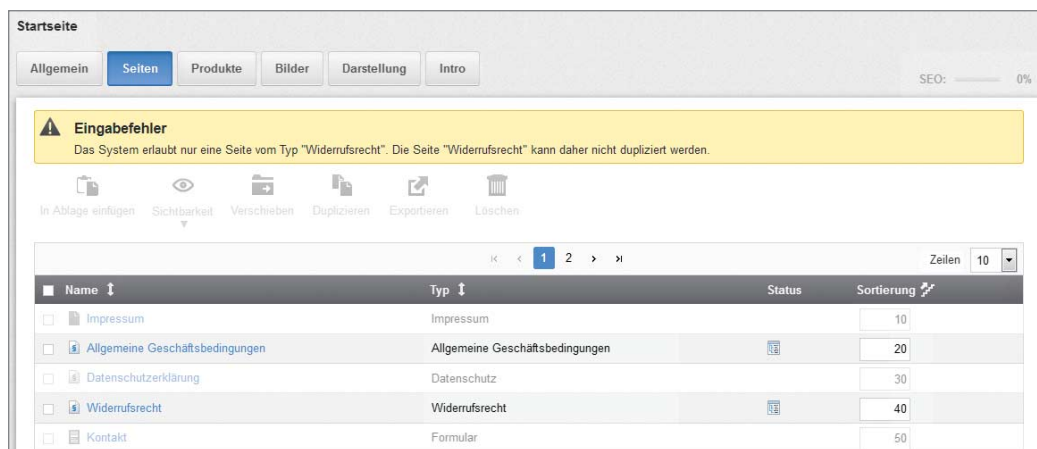 Startseite
Allgemein Seiten Produkte Bilder Darstellung Intro
SEO: 0%
Eingabefehler
Das System erlaubt nur eine Seite vom Typ "Widerrufsrecht". Die Seite "Widerrufsrecht" kann daher nicht dupliziert werden.
In Ablage einfügen Sichtbarkeit Verschieben Duplizieren Exportieren Löschen
1 2 Zeilen 10
Name Typ Status Sortierung
Impressum Impressum 10
Allgemeine Geschäftsbedingungen Allgemeine Geschäftsbedingungen 20
Datenschutzerklärung Datenschutz 30
Widerrufsrecht Widerrufsrecht 40
Kontakt Formular 50